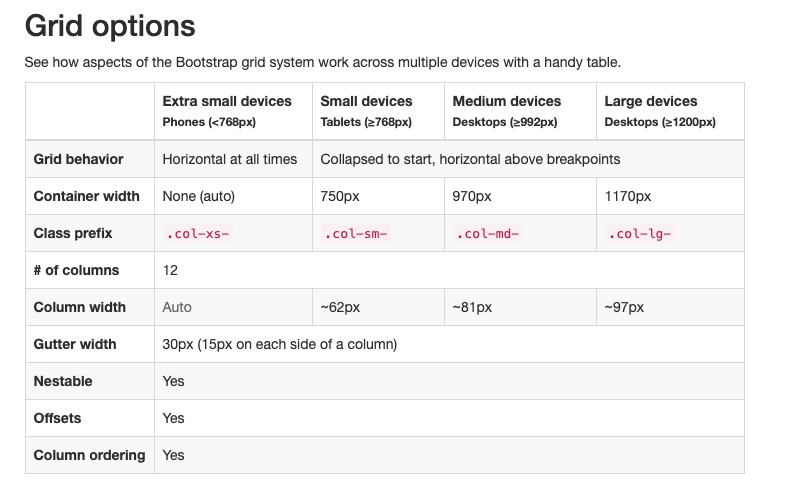 Grid options
See how aspects of the Bootstrap grid system work across multiple devices with a handy table.
Extra small devices Small devices Medium devices Large devices
Phones (<768px) Tablets (≥768px) Desktops (≥992px) Desktops (≥1200px)
Grid behavior Horizontal at all times Collapsed to start, horizontal above breakpoints
Container width None (auto) 750px 970px 1170px
Class prefix .col-xs- .col-sm- .col-md- .col-lg-
# of columns 12
Column width Auto ~62px ~81px ~97px
Gutter width 30px (15px on each side of a column)
Nestable Yes
Offsets Yes
Column ordering Yes